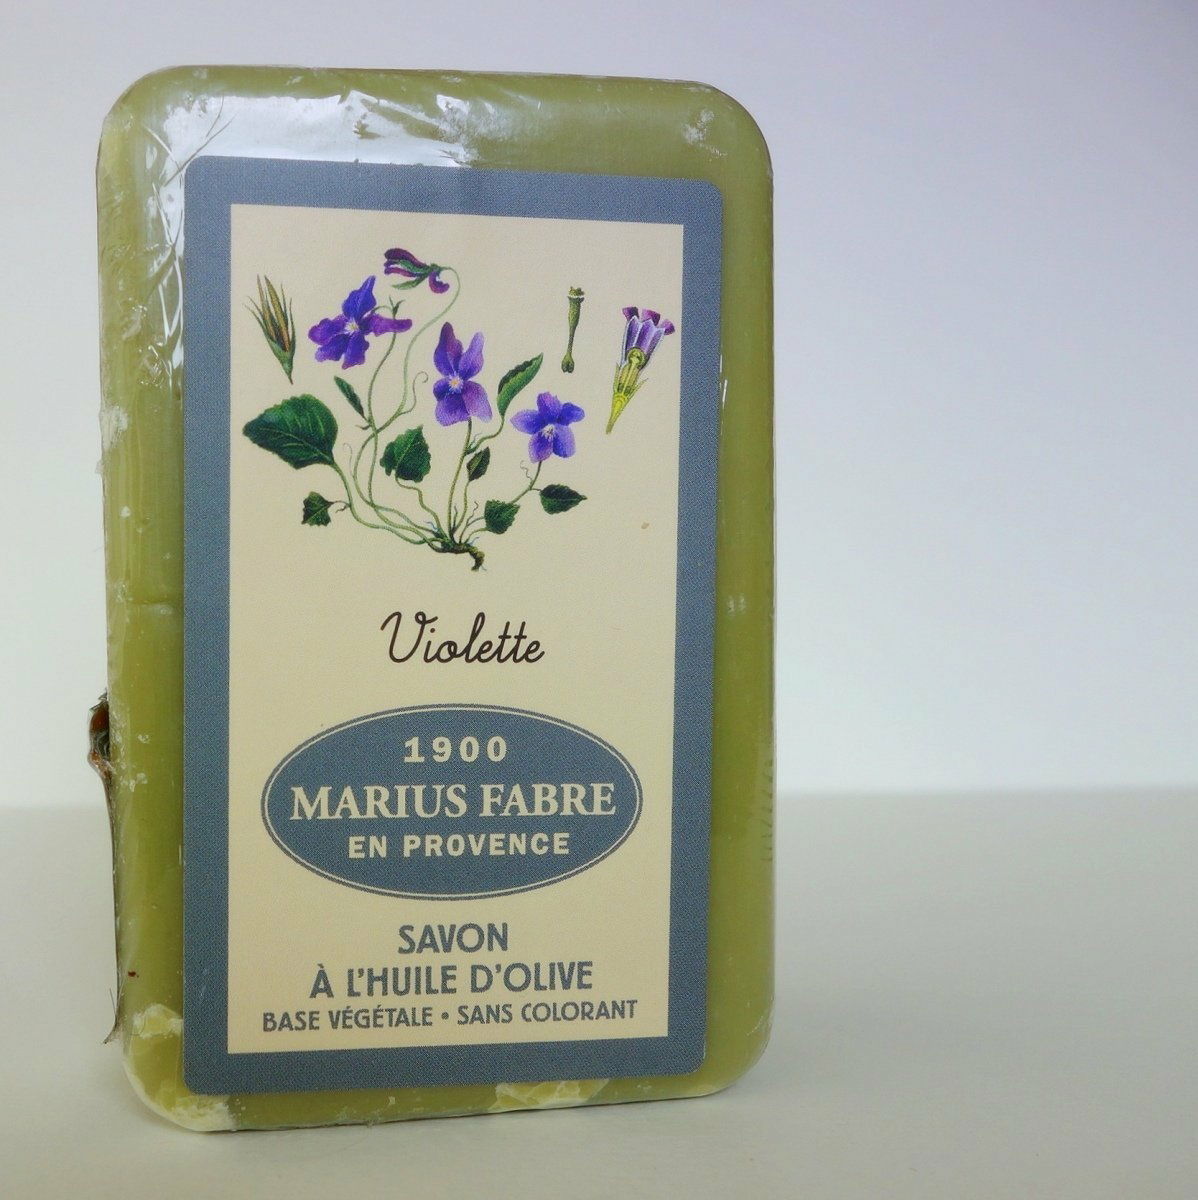 Violette
1900
MARIUS FABRE
EN PROVENCE
SAVON
À L'HUILE D'OLIVE
BASE VÉGÉTALE • SANS COLORANT